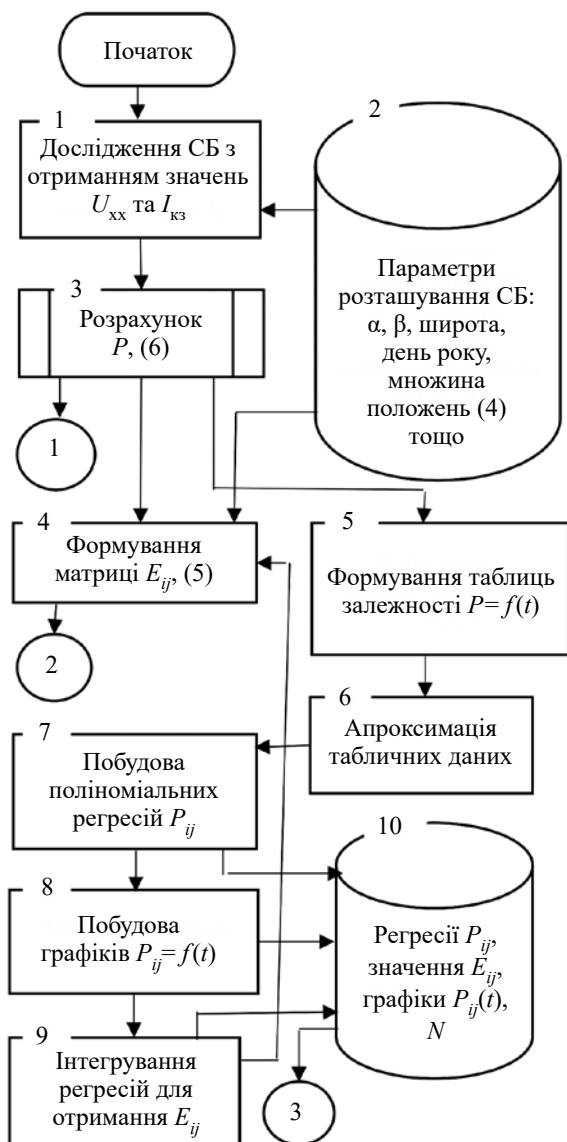 Початок
1
Дослідження СБ з
отриманням значень
Uхх та Iкз
2
Параметри
розташування СБ:
α, β, широта,
день року,
множина
положень (4)
тощо
3
Розрахунок
P, (6)
1
4
Формування
матриці Eij, (5)
2
5
Формування таблиць
залежності P= f(t)
6
Апроксимація
табличних даних
7
Побудова
поліноміальних
регресій Pij
8
Побудова
графіків Pij= f(t)
9
Інтегрування
регресій для
отримання Eij
10
Регресії Pij,
значення Eij,
графіки Pij(t),
N
3